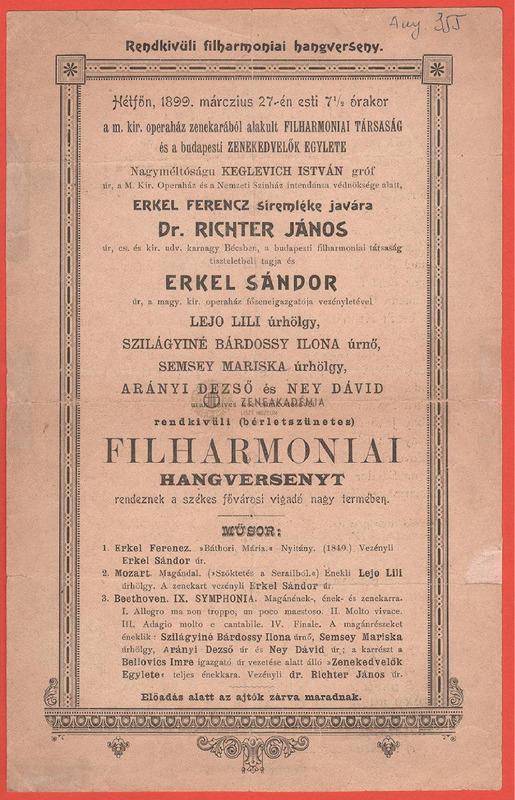 Aug. 355
Rendkivüli filharmoniai hangverseny.
Hétfőn, 1899. márczius 27-én esti 7½ órakor
a m. kir. operaház zenekarából alakult FILHARMONIAI TÁRSASÁG
és a budapesti ZENEKEDVELŐK EGYLETE
Nagyméltóságu KEGLEVICH ISTVÁN gróf
úr, a M. Kir. Operaház és a Nemzeti Szinház intendánsa védnöksége alatt,
ERKEL FERENCZ síremléke javára
Dr. RICHTER JÁNOS
úr, cs. és kir. udv. karnagy Bécsben, a budapesti filharmoniai társaság
tiszteletbeli tagja és
ERKEL SÁNDOR
úr, a magy. kir. operaház főzeneigazgatója vezényletével
LEJO LILI úrhölgy,
SZILÁGYINÉ BÁRDOSSY ILONA úrnő,
SEMSEY MARISKA úrhölgy,
ARÁNYI DEZSŐ és NEY DÁVID
ZENEAKADÉMIA
LISZT MÚZEUM
rendkivüli (bérletszünetes)
FILHARMONIAI
HANGVERSENYT
rendeznek a székes fővárosi vigadó nagy termében.
MŰSOR:
1. Erkel Ferencz. »Báthori Mária.« Nyitány. (1840.) Vezényli
Erkel Sándor úr.
2. Mozart. Magándal. (»Szöktetés a Serailból.«) Énekli Lejo Lili
úrhölgy. A zenekart vezényli Erkel Sándor úr.
3. Beethoven. IX. SYMPHONIA. Magánének-, ének- és zenekarra.
I. Allegro ma non troppo, un poco maestoso. II. Molto vivace.
III. Adagio molto e cantabile. IV. Finale. A magánrészeket
éneklik: Szilágyiné Bárdossy Ilona úrnő, Semsey Mariska
úrhölgy, Arányi Dezső úr és Ney Dávid úr; a karrészt a
Bellovics Imre igazgató úr vezetése alatt álló »Zenekedvelők
Egylete« teljes énekkara. Vezényli dr. Richter János úr.
Előadás alatt az ajtók zárva maradnak.